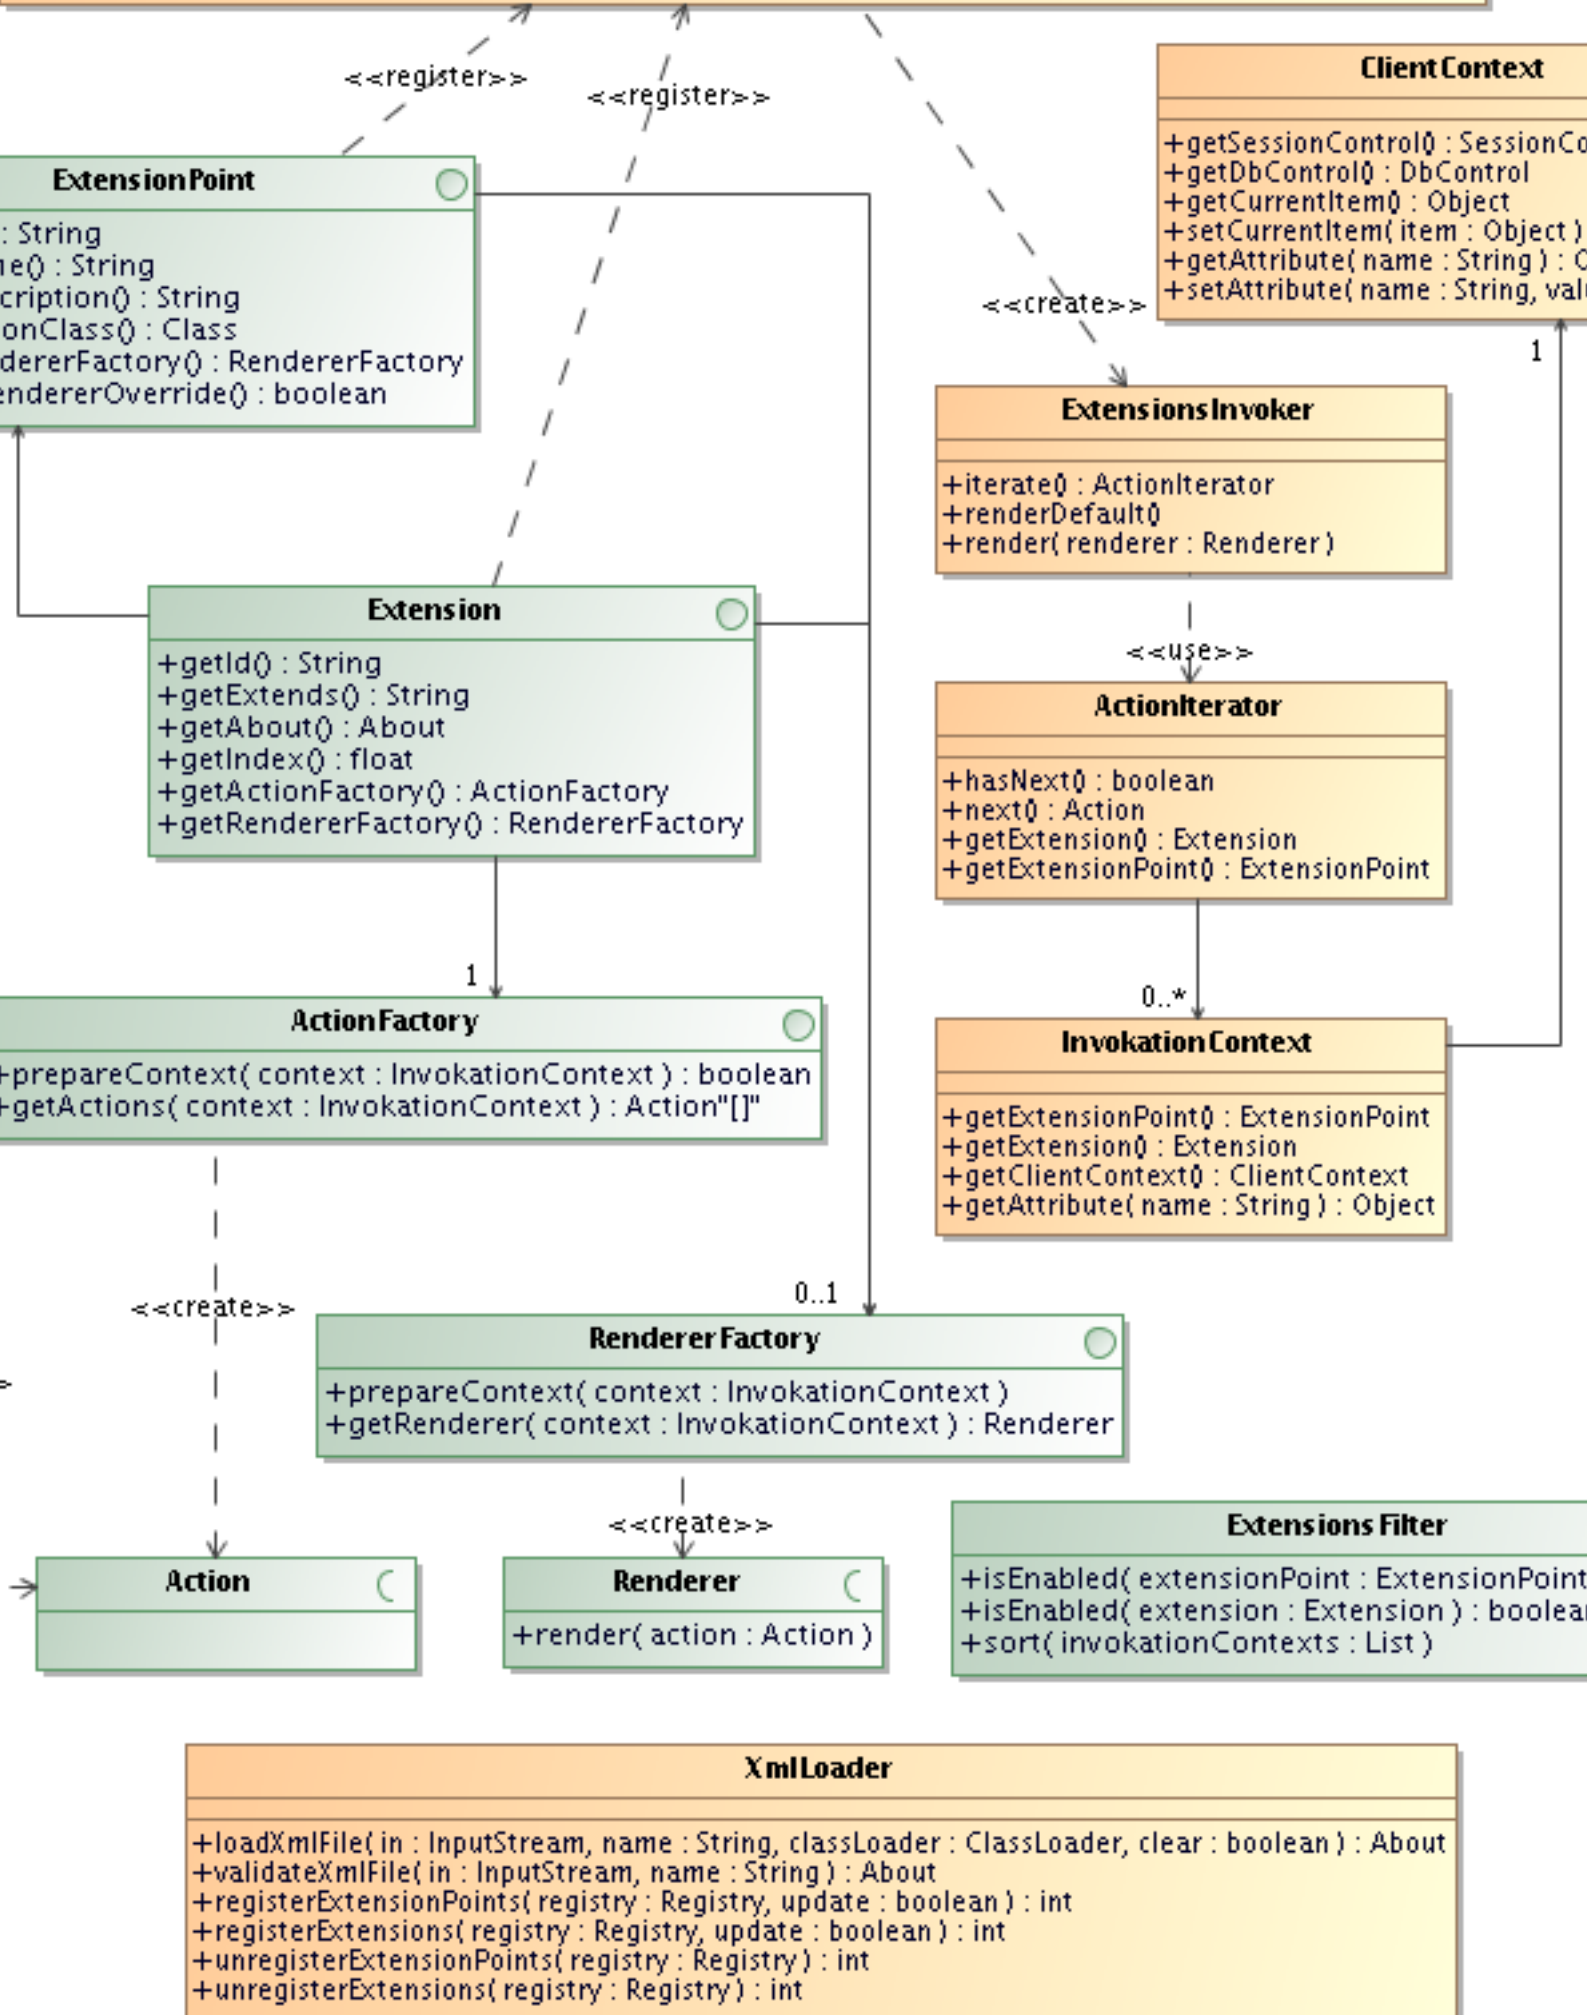 <<register>>
<<register>>
ClientContext
+getSessionControl() : SessionCo
+getDbControl() : DbControl
+getCurrentItem() : Object
+setCurrentItem( item : Object )
+getAttribute( name : String ) : O
+setAttribute( name : String, valu
ExtensionPoint
: String
ne() : String
cription() : String
onClass() : Class
dererFactory() : RendererFactory
endererOverride() : boolean
<<create>>
1
ExtensionsInvoker
+iterate() : ActionIterator
+renderDefault()
+render( renderer : Renderer )
<<use>>
Extension
+getId() : String
+getExtends() : String
+getAbout() : About
+getIndex() : float
+getActionFactory() : ActionFactory
+getRendererFactory() : RendererFactory
ActionIterator
+hasNext() : boolean
+next() : Action
+getExtension() : Extension
+getExtensionPoint() : ExtensionPoint
1
0..*
ActionFactory
+prepareContext( context : InvokationContext ) : boolean
+getActions( context : InvokationContext ) : Action"[]"
InvokationContext
+getExtensionPoint() : ExtensionPoint
+getExtension() : Extension
+getClientContext() : ClientContext
+getAttribute( name : String ) : Object
<<create>>
0..1
RendererFactory
+prepareContext( context : InvokationContext )
+getRenderer( context : InvokationContext ) : Renderer
>
<<create>>
Action
Renderer
+render( action : Action )
ExtensionsFilter
+isEnabled( extensionPoint : ExtensionPoint
+isEnabled( extension : Extension ) : boolea
+sort( invokationContexts : List )
XmlLoader
+loadXmlFile( in : InputStream, name : String, classLoader : ClassLoader, clear : boolean ) : About
+validateXmlFile( in : InputStream, name : String ) : About
+registerExtensionPoints( registry : Registry, update : boolean ) : int
+registerExtensions( registry : Registry, update : boolean ) : int
+unregisterExtensionPoints( registry : Registry ) : int
+unregisterExtensions( registry : Registry ) : int